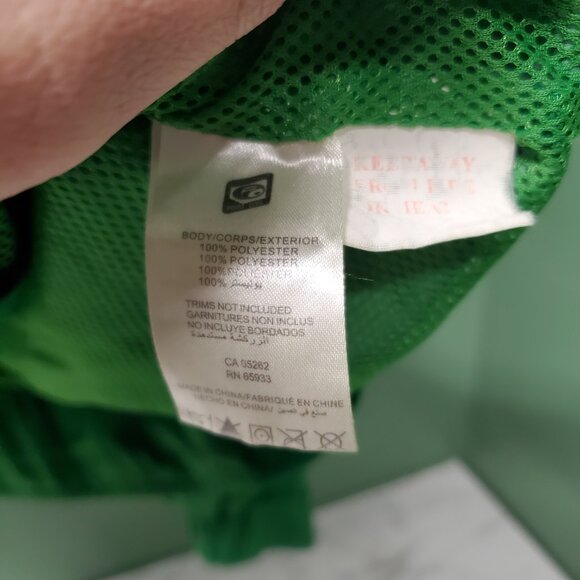 BODY/CORPS/EXTERIOR
100% POLYESTER
100% POLYESTER
100% POLIESTER
100% بوليستر
TRIMS NOT INCLUDED
GARNITURES NON INCLUS
NO INCLUYE BORDADOS
CA 05262
RN 65933
MADE IN CHINA/FABRIQUÉ EN CHINE
HECHO EN CHINA/ صنع في الصين
KEEP AWAY